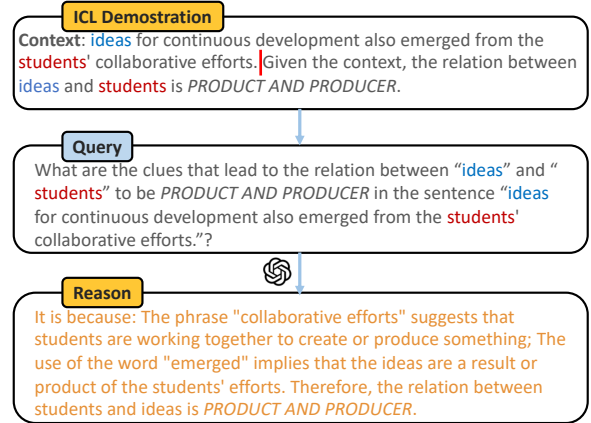 ICL Demostration
Context: ideas for continuous development also emerged from the
students' collaborative efforts. Given the context, the relation between
ideas and students is PRODUCT AND PRODUCER.
Query
What are the clues that lead to the relation between “ideas” and “
students” to be PRODUCT AND PRODUCER in the sentence “ideas
for continuous development also emerged from the students'
collaborative efforts.”?
Reason
It is because: The phrase "collaborative efforts" suggests that
students are working together to create or produce something; The
use of the word "emerged" implies that the ideas are a result or
product of the students' efforts. Therefore, the relation between
students and ideas is PRODUCT AND PRODUCER.